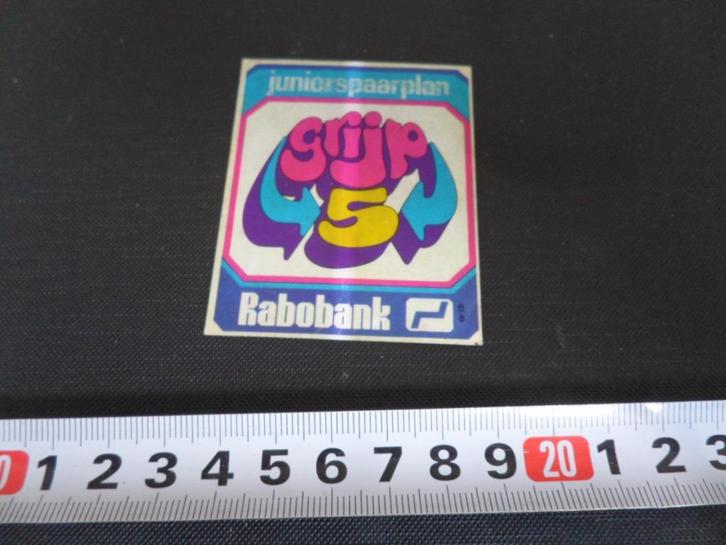 juniorspaarplan
grijp
5
Rabobank
0 1 2 3 4 5 6 7 8 9 20 1 2 3